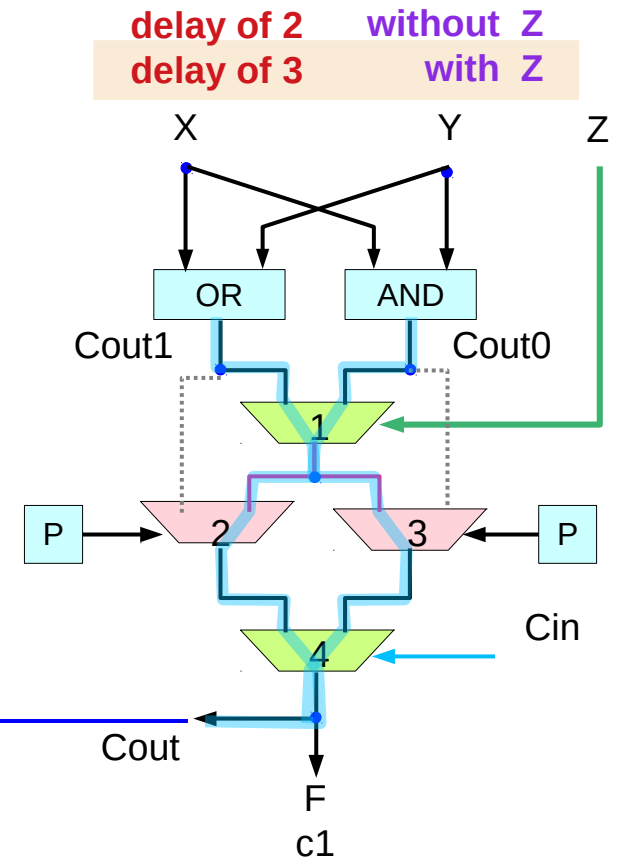 delay of 2 without Z
delay of 3 with Z
X Y Z
OR AND
Cout1 Cout0
1
P 2 3 P
Cin
4
Cout
F
c1